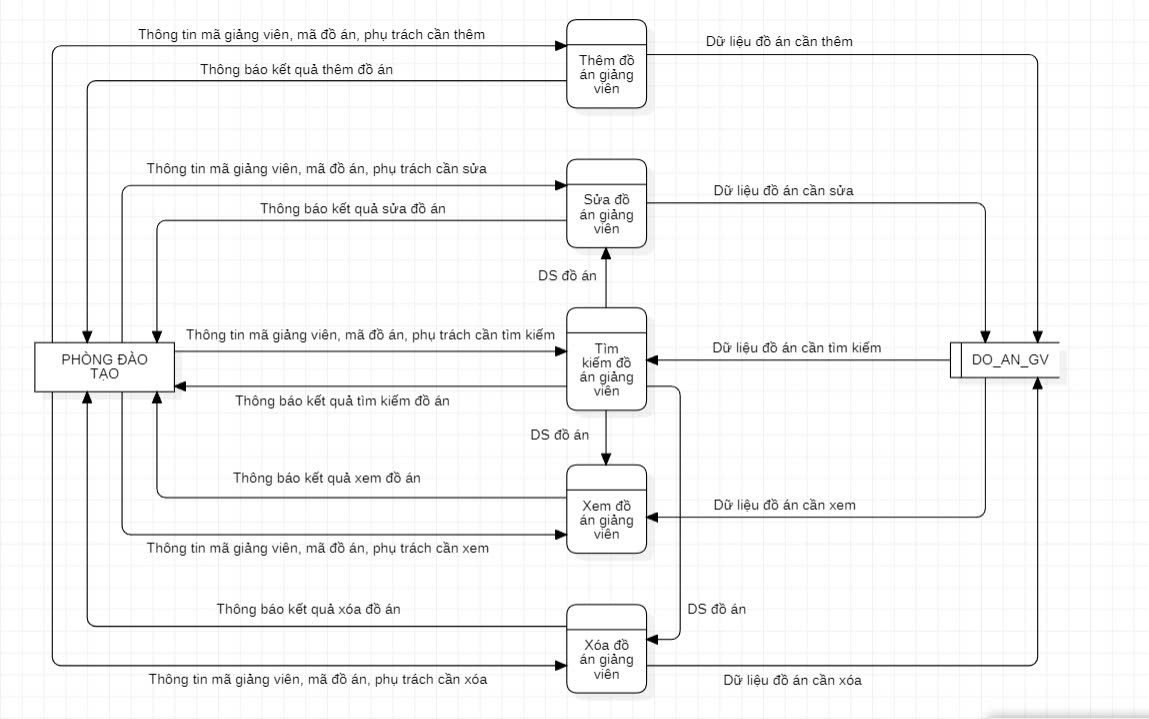 Thông tin mã giảng viên, mã đồ án, phụ trách cần thêm
Dữ liệu đồ án cần thêm
Thêm đồ
án giảng
viên
Thông báo kết quả thêm đồ án
Thông tin mã giảng viên, mã đồ án, phụ trách cần sửa
Dữ liệu đồ án cần sửa
Sửa đồ
án giảng
viên
Thông báo kết quả sửa đồ án
DS đồ án
Thông tin mã giảng viên, mã đồ án, phụ trách cần tìm kiếm
Dữ liệu đồ án cần tìm kiếm
PHÒNG ĐÀO
TẠO
Tìm
kiếm đồ
án giảng
viên
DO_AN_GV
Thông báo kết quả tìm kiếm đồ án
DS đồ án
Thông báo kết quả xem đồ án
Xem đồ
án giảng
viên
Dữ liệu đồ án cần xem
Thông tin mã giảng viên, mã đồ án, phụ trách cần xem
Thông báo kết quả xóa đồ án
DS đồ án
Xóa đồ
án giảng
viên
Thông tin mã giảng viên, mã đồ án, phụ trách cần xóa
Dữ liệu đồ án cần xóa